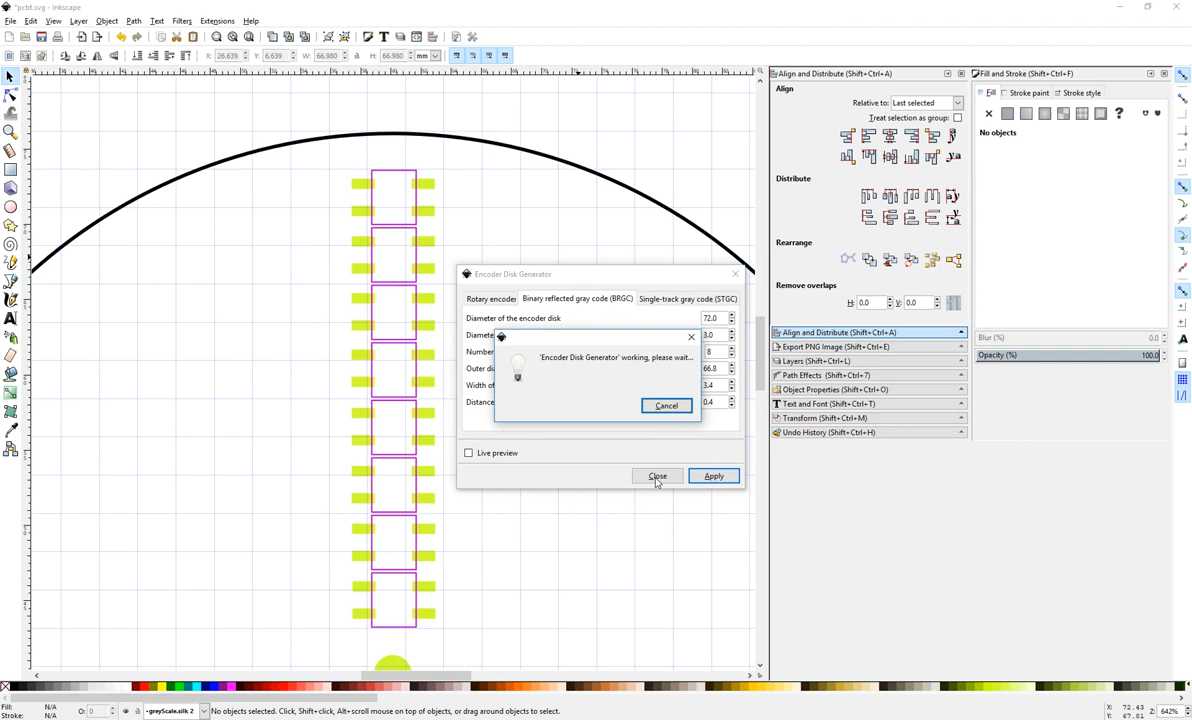 *pcbt.svg - Inkscape
File Edit View Layer Object Path Text Filters Extensions Help
X: 26.639 Y: 6.639 W: 66.980 H: 66.980 mm
Align and Distribute (Shift+Ctrl+A)
Align
Relative to: Last selected
Treat selection as group:
Distribute
Rearrange
Remove overlaps
H: 0.0 V: 0.0
Align and Distribute (Shift+Ctrl+A)
Export PNG Image (Shift+Ctrl+E)
Layers (Shift+Ctrl+L)
Path Effects (Shift+Ctrl+7)
Object Properties (Shift+Ctrl+O)
Text and Font (Shift+Ctrl+T)
Transform (Shift+Ctrl+M)
Undo History (Shift+Ctrl+H)
Fill and Stroke (Shift+Ctrl+F)
Fill Stroke paint Stroke style
No objects
Blur (%) 0.0
Opacity (%) 100.0
Encoder Disk Generator
Rotary encoder Binary reflected gray code (BRGC) Single-track gray code (STGC)
Diameter of the encoder disk 72.0
Diamete 3.0
Number 8
Outer dia 66.8
Width of 3.4
Distance 0.4
'Encoder Disk Generator' working, please wait...
Cancel
Live preview
Close Apply
Fill: N/A
Stroke: N/A
O: 0
-greyScale.silk 2
No objects selected. Click, Shift+click, Alt+scroll mouse on top of objects, or drag around objects to select.
X: 72.43
Y: 67.01
Z: 642%